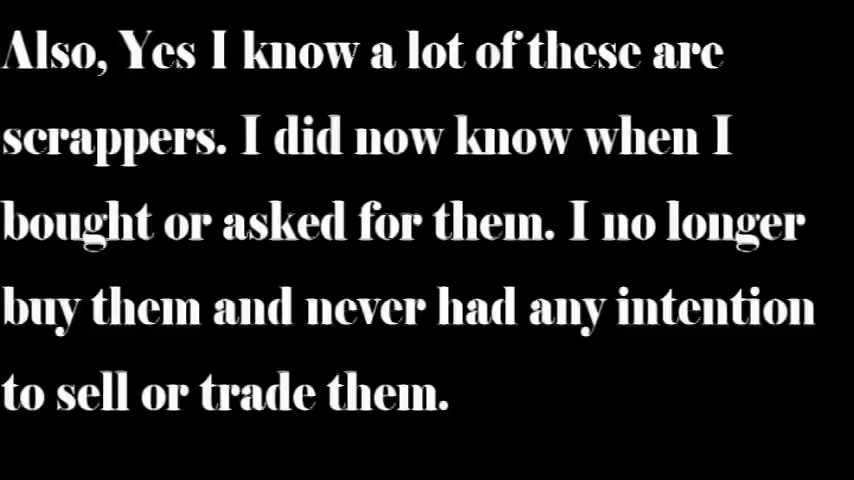 Also, Yes I know a lot of these are
scrappers. I did now know when I
bought or asked for them. I no longer
buy them and never had any intention
to sell or trade them.